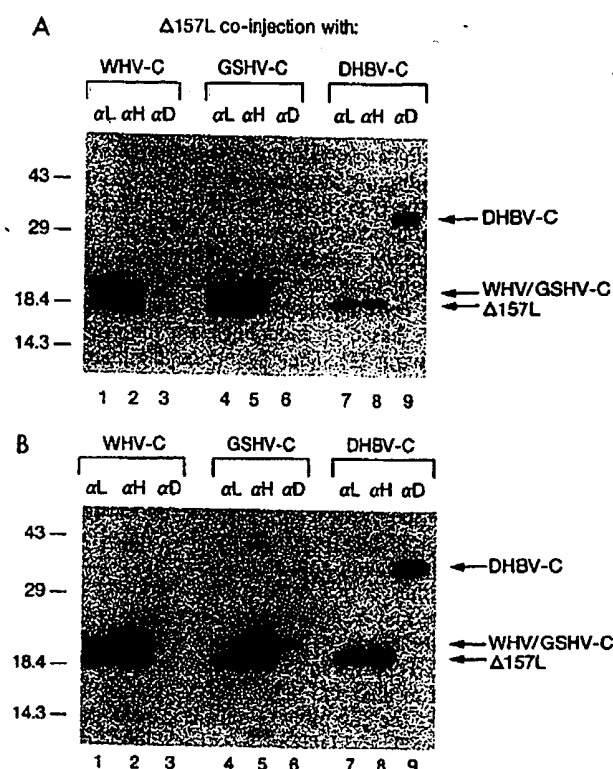 A
Δ157L co-injection with:
WHV-C GSHV-C DHBV-C
αL αH αD αL αH αD αL αH αD
43
29
18.4
14.3
DHBV-C
WHV/GSHV-C
Δ157L
1 2 3 4 5 6 7 8 9
B
WHV-C GSHV-C DHBV-C
αL αH αD αL αH αD αL αH αD
43
29
18.4
14.3
DHBV-C
WHV/GSHV-C
Δ157L
1 2 3 4 5 6 7 8 9